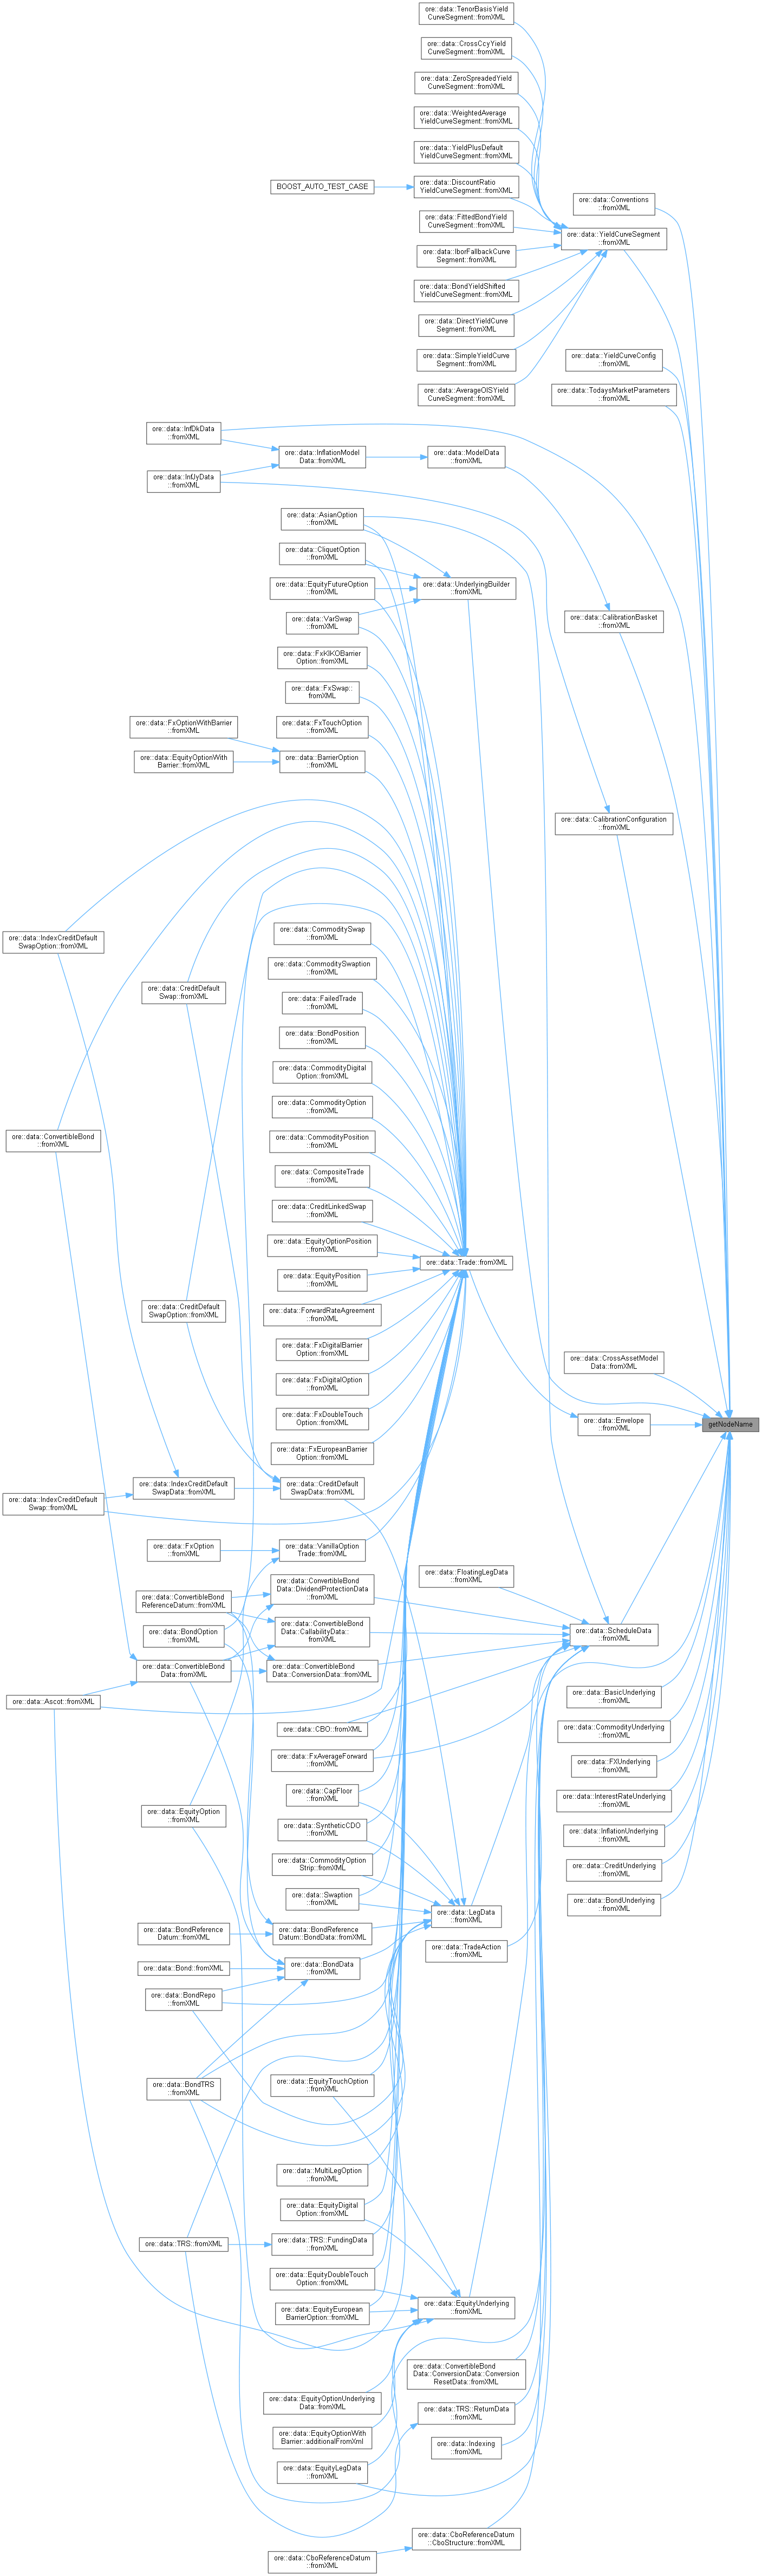 ore::data::TenorBasisYield
CurveSegment::fromXML
ore::data::CrossCcyYield
CurveSegment::fromXML
ore::data::ZeroSpreadedYield
CurveSegment::fromXML
ore::data::WeightedAverage
YieldCurveSegment::fromXML
ore::data::YieldPlusDefault
YieldCurveSegment::fromXML
BOOST_AUTO_TEST_CASE
ore::data::DiscountRatio
YieldCurveSegment::fromXML
ore::data::Conventions
::fromXML
ore::data::FittedBondYield
CurveSegment::fromXML
ore::data::YieldCurveSegment
::fromXML
ore::data::IborFallbackCurve
Segment::fromXML
ore::data::BondYieldShifted
YieldCurveSegment::fromXML
ore::data::DirectYieldCurve
Segment::fromXML
ore::data::SimpleYieldCurve
Segment::fromXML
ore::data::YieldCurveConfig
::fromXML
ore::data::AverageOISYield
CurveSegment::fromXML
ore::data::TodaysMarketParameters
::fromXML
ore::data::InfDkData
::fromXML
ore::data::InflationModel
Data::fromXML
ore::data::ModelData
::fromXML
ore::data::InfJyData
::fromXML
ore::data::AsianOption
::fromXML
ore::data::CliquetOption
::fromXML
ore::data::EquityFutureOption
::fromXML
ore::data::UnderlyingBuilder
::fromXML
ore::data::VarSwap
::fromXML
ore::data::CalibrationBasket
::fromXML
ore::data::FxKIKOBarrier
Option::fromXML
ore::data::FxSwap::
fromXML
ore::data::FxOptionWithBarrier
::fromXML
ore::data::FxTouchOption
::fromXML
ore::data::EquityOptionWith
Barrier::fromXML
ore::data::BarrierOption
::fromXML
ore::data::CalibrationConfiguration
::fromXML
ore::data::IndexCreditDefault
SwapOption::fromXML
ore::data::CommoditySwap
::fromXML
ore::data::CommoditySwaption
::fromXML
ore::data::CreditDefault
Swap::fromXML
ore::data::FailedTrade
::fromXML
ore::data::BondPosition
::fromXML
ore::data::CommodityDigital
Option::fromXML
ore::data::CommodityOption
::fromXML
ore::data::ConvertibleBond
::fromXML
ore::data::CommodityPosition
::fromXML
ore::data::CompositeTrade
::fromXML
ore::data::CreditLinkedSwap
::fromXML
ore::data::EquityOptionPosition
::fromXML
ore::data::Trade::fromXML
ore::data::EquityPosition
::fromXML
ore::data::CreditDefault
SwapOption::fromXML
ore::data::ForwardRateAgreement
::fromXML
ore::data::FxDigitalBarrier
Option::fromXML
ore::data::CrossAssetModel
Data::fromXML
ore::data::FxDigitalOption
::fromXML
ore::data::FxDoubleTouch
Option::fromXML
ore::data::Envelope
::fromXML
getNodeName
ore::data::FxEuropeanBarrier
Option::fromXML
ore::data::IndexCreditDefault
SwapData::fromXML
ore::data::CreditDefault
SwapData::fromXML
ore::data::IndexCreditDefault
Swap::fromXML
ore::data::FxOption
::fromXML
ore::data::VanillaOption
Trade::fromXML
ore::data::FloatingLegData
::fromXML
ore::data::ConvertibleBond
Data::DividendProtectionData
::fromXML
ore::data::ConvertibleBond
ReferenceDatum::fromXML
ore::data::BondOption
::fromXML
ore::data::ConvertibleBond
Data::CallabilityData::
fromXML
ore::data::ScheduleData
::fromXML
ore::data::ConvertibleBond
Data::fromXML
ore::data::ConvertibleBond
Data::ConversionData::fromXML
ore::data::Ascot::fromXML
ore::data::BasicUnderlying
::fromXML
ore::data::CBO::fromXML
ore::data::CommodityUnderlying
::fromXML
ore::data::FxAverageForward
::fromXML
ore::data::FXUnderlying
::fromXML
ore::data::CapFloor
::fromXML
ore::data::InterestRateUnderlying
::fromXML
ore::data::EquityOption
::fromXML
ore::data::SyntheticCDO
::fromXML
ore::data::InflationUnderlying
::fromXML
ore::data::CommodityOption
Strip::fromXML
ore::data::CreditUnderlying
::fromXML
ore::data::Swaption
::fromXML
ore::data::BondUnderlying
::fromXML
ore::data::LegData
::fromXML
ore::data::BondReference
Datum::fromXML
ore::data::BondReference
Datum::BondData::fromXML
ore::data::TradeAction
::fromXML
ore::data::Bond::fromXML
ore::data::BondData
::fromXML
ore::data::BondRepo
::fromXML
ore::data::BondTRS
::fromXML
ore::data::EquityTouchOption
::fromXML
ore::data::MultiLegOption
::fromXML
ore::data::EquityDigital
Option::fromXML
ore::data::TRS::fromXML
ore::data::TRS::FundingData
::fromXML
ore::data::EquityDoubleTouch
Option::fromXML
ore::data::EquityEuropean
BarrierOption::fromXML
ore::data::EquityUnderlying
::fromXML
ore::data::ConvertibleBond
Data::ConversionData::Conversion
ResetData::fromXML
ore::data::EquityOptionUnderlying
Data::fromXML
ore::data::TRS::ReturnData
::fromXML
ore::data::EquityOptionWith
Barrier::additionalFromXml
ore::data::Indexing
::fromXML
ore::data::EquityLegData
::fromXML
ore::data::CboReferenceDatum
::CboStructure::fromXML
ore::data::CboReferenceDatum
::fromXML